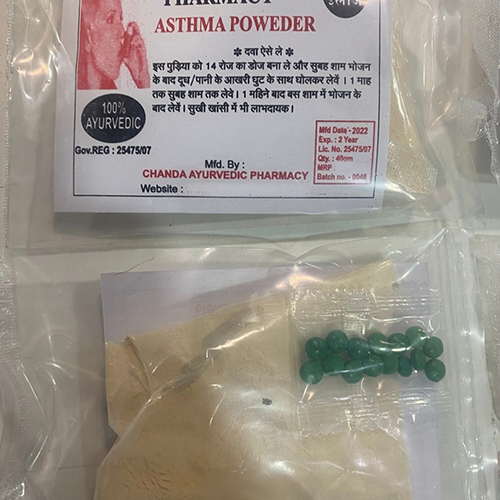 PHARMACY
इलाज
ASTHMA POWEDER
✽ दवा ऐसे ले ✽
इस पुड़िया को 14 रोज का डोज बना ले और सुबह शाम भोजन
के बाद दूध/पानी के आखरी घुट के साथ घोलकर लेवें । 1 माह
तक सुबह शाम तक लेवे । 1 महिने बाद बस शाम में भोजन के
बाद लेवें। सुखी खांसी में भी लाभदायक।
100%
AYURVEDIC
Gov.REG : 25475/07
Mfd Date - 2022
Exp. : 2 Year
Lic. No. 25475/07
Qty. : 40gm
MRP
Batch no. - 0046
Mfd. By :
CHANDA AYURVEDIC PHARMACY
Website :